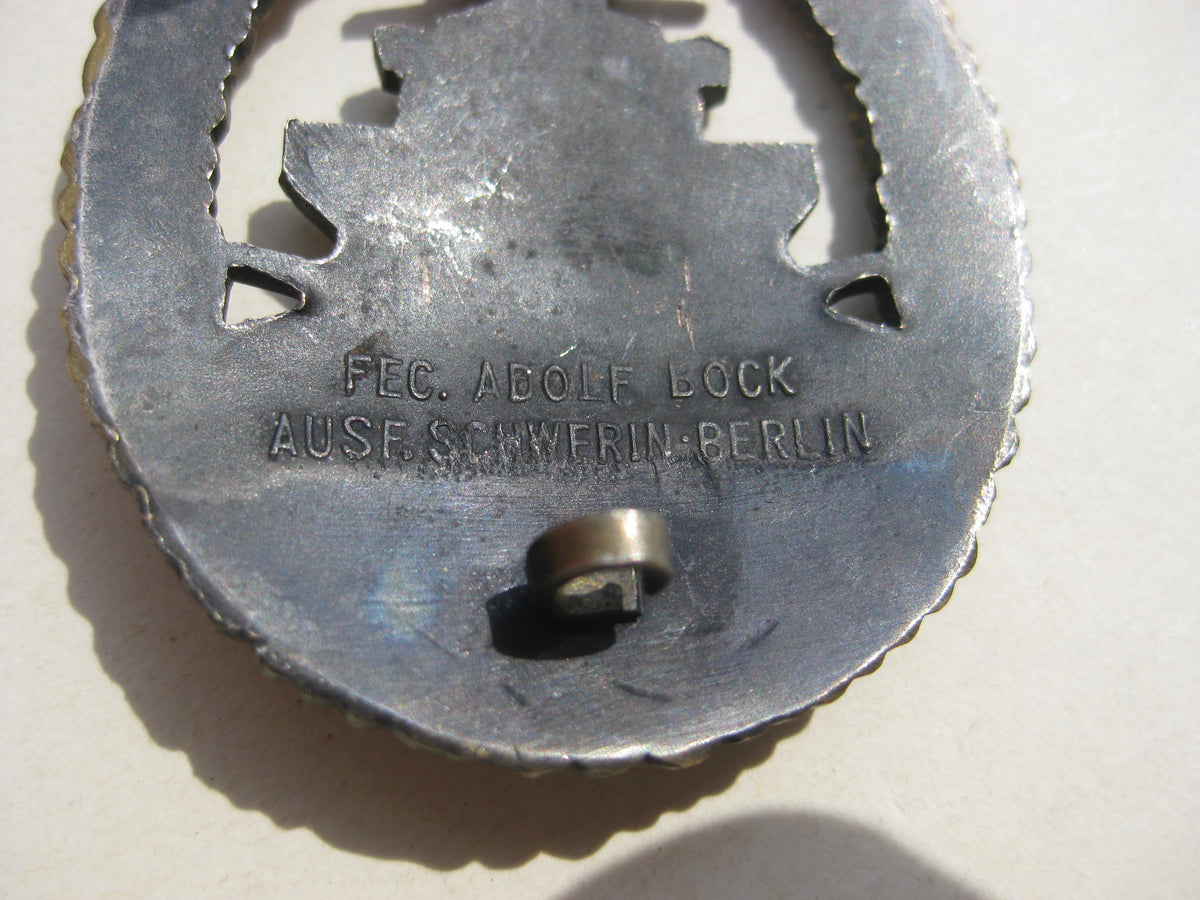 FEC. ADOLF BOCK
AUSF. SCHWERIN·BERLIN